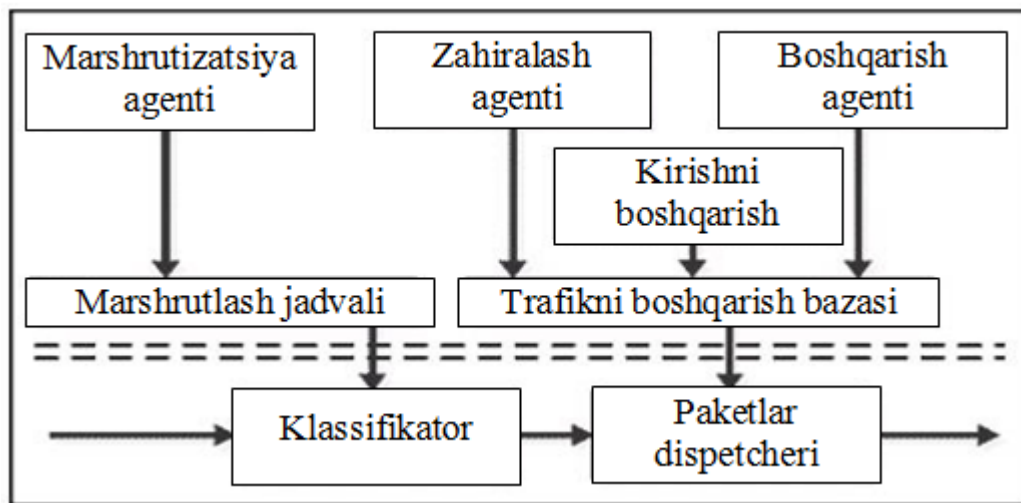 Marshrutizatsiya
agenti
Zahiralash
agenti
Boshqarish
agenti
Kirishni
boshqarish
Marshrutlash jadvali
Trafikni boshqarish bazasi
Klassifikator
Paketlar
dispetcheri